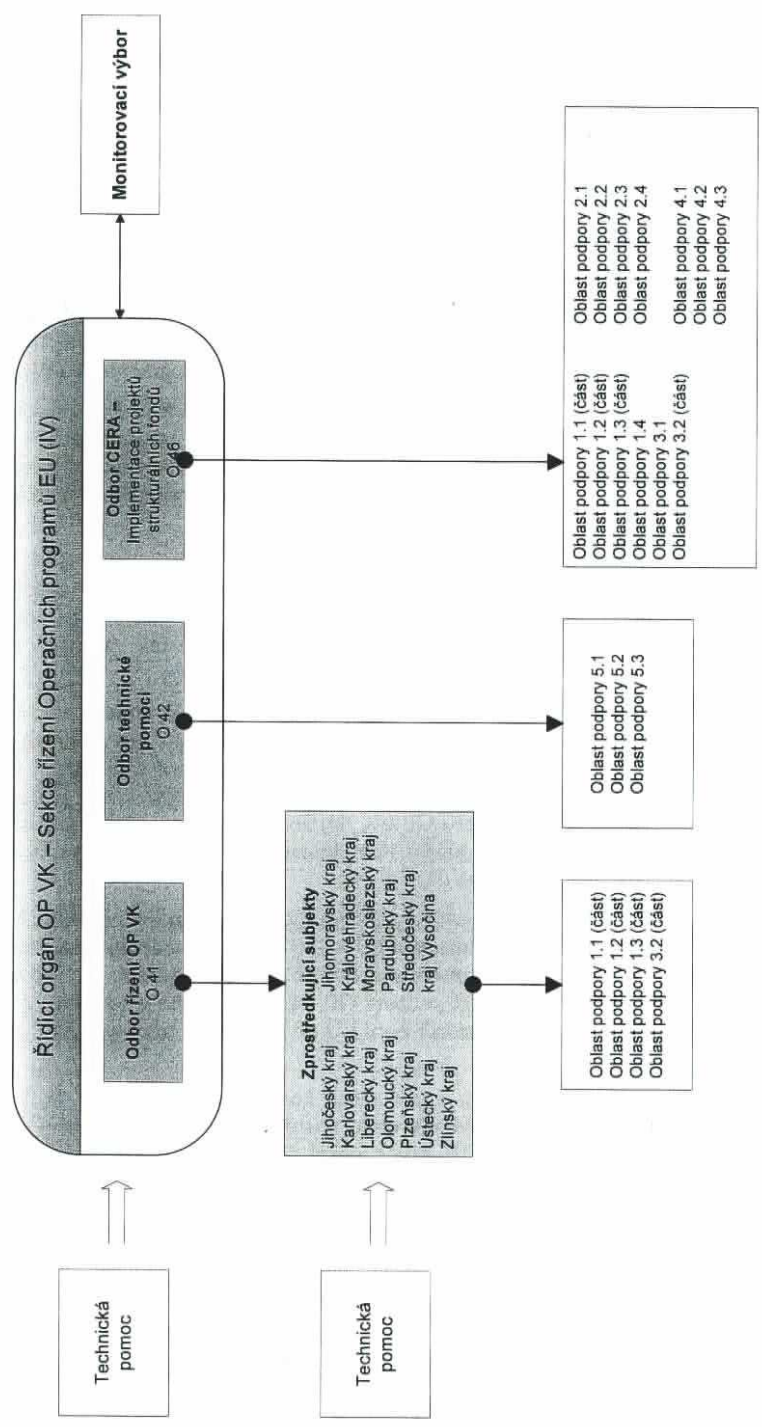 Řídící orgán OP VK – Sekce řízení Operačních programů EU (IV)
Technická
pomoc
Odbor řízení OP VK
O 41
Odbor technické
pomoci
O 42
Odbor CERA –
Implementace projektů
strukturálních fondů
O 46
Monitorovací výbor
Technická
pomoc
Zprostředkující subjekty
Jihočeský kraj
Karlovarský kraj
Liberecký kraj
Olomoucký kraj
Plzeňský kraj
Ústecký kraj
Zlínský kraj
Jihomoravský kraj
Královéhradecký kraj
Moravskoslezský kraj
Pardubický kraj
Středočeský kraj
kraj Vysočina
Oblast podpory 1.1 (část)
Oblast podpory 1.2 (část)
Oblast podpory 1.3 (část)
Oblast podpory 3.2 (část)
Oblast podpory 5.1
Oblast podpory 5.2
Oblast podpory 5.3
Oblast podpory 1.1 (část)
Oblast podpory 1.2 (část)
Oblast podpory 1.3 (část)
Oblast podpory 1.4
Oblast podpory 3.1
Oblast podpory 3.2 (část)
Oblast podpory 2.1
Oblast podpory 2.2
Oblast podpory 2.3
Oblast podpory 2.4
Oblast podpory 4.1
Oblast podpory 4.2
Oblast podpory 4.3